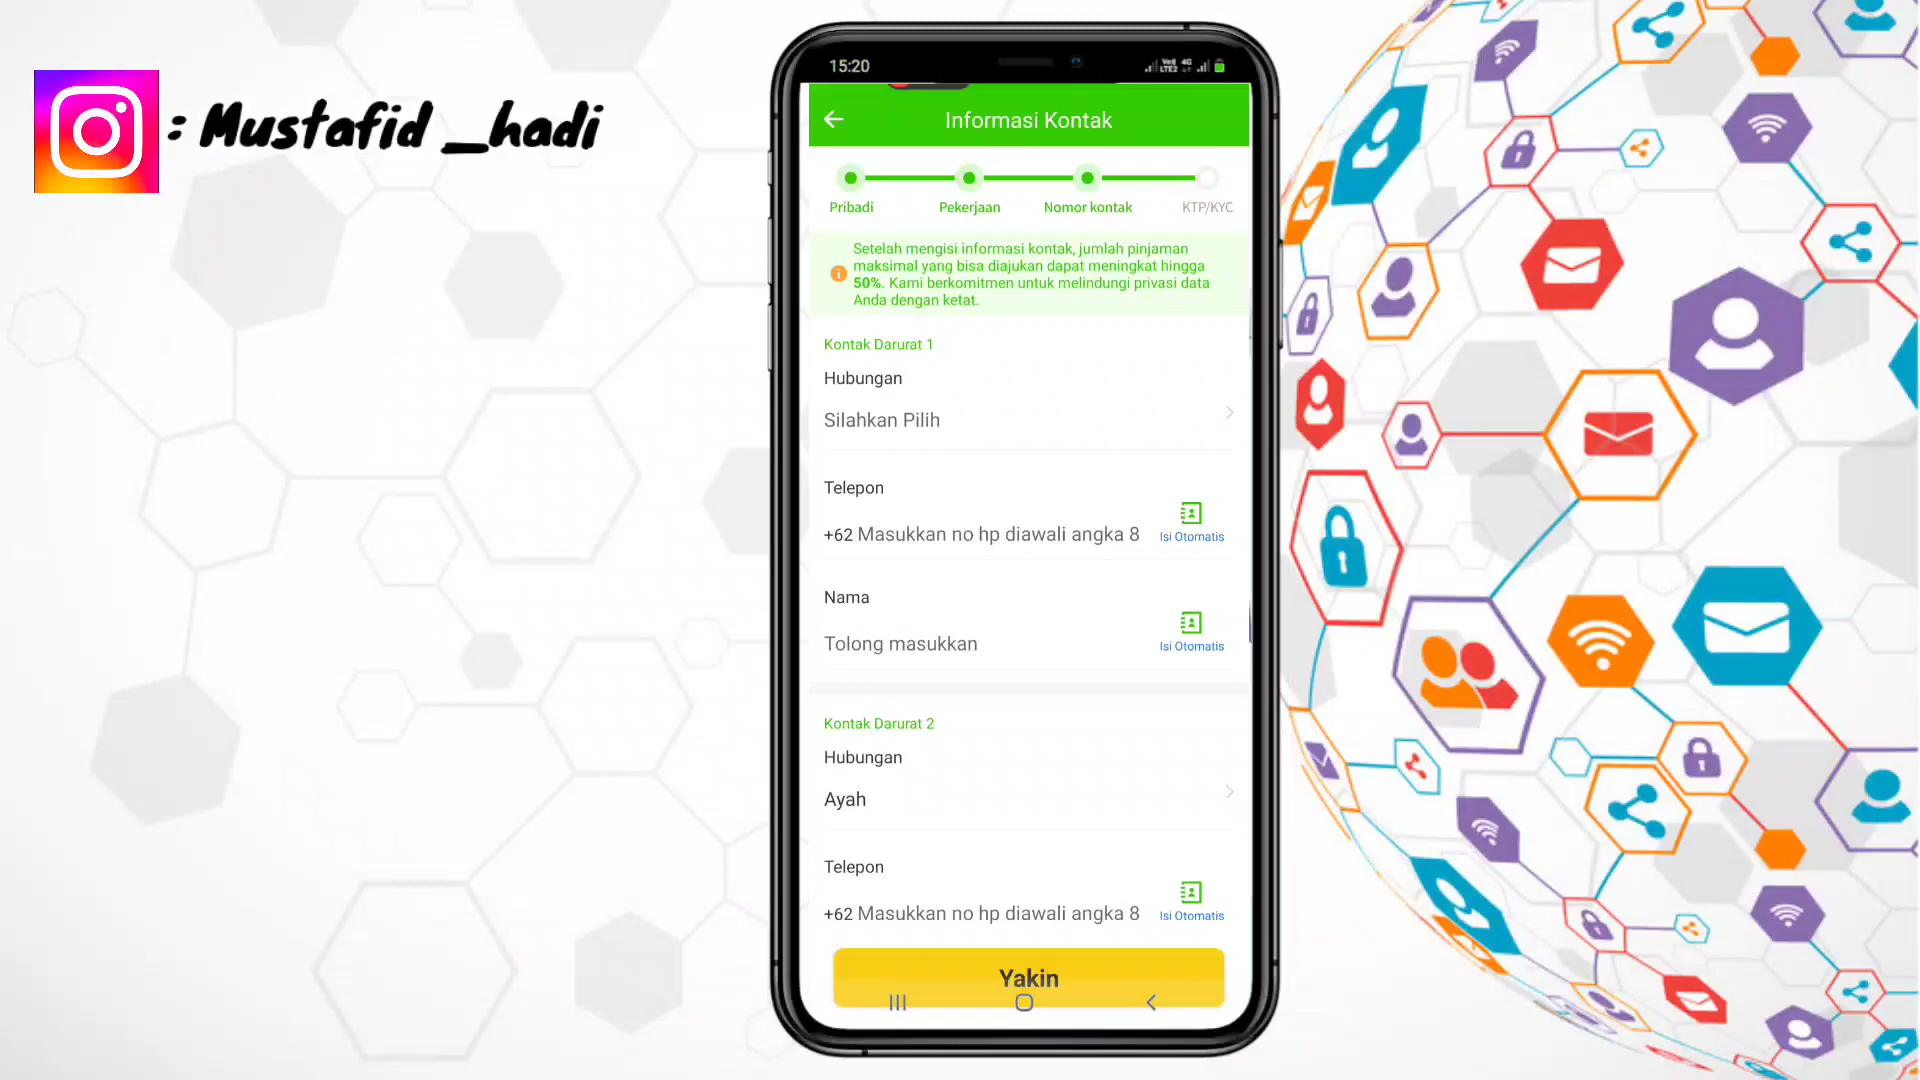 : Mustafid _hadi
15:20
Vo) 4G
LTE2
Informasi Kontak
Pribadi Pekerjaan Nomor kontak KTP/KYC
Setelah mengisi informasi kontak, jumlah pinjaman
maksimal yang bisa diajukan dapat meningkat hingga
50%. Kami berkomitmen untuk melindungi privasi data
Anda dengan ketat.
Kontak Darurat 1
Hubungan
Silahkan Pilih
Telepon
+62 Masukkan no hp diawali angka 8
Isi Otomatis
Nama
Tolong masukkan
Isi Otomatis
Kontak Darurat 2
Hubungan
Ayah
Telepon
+62 Masukkan no hp diawali angka 8
Isi Otomatis
Yakin